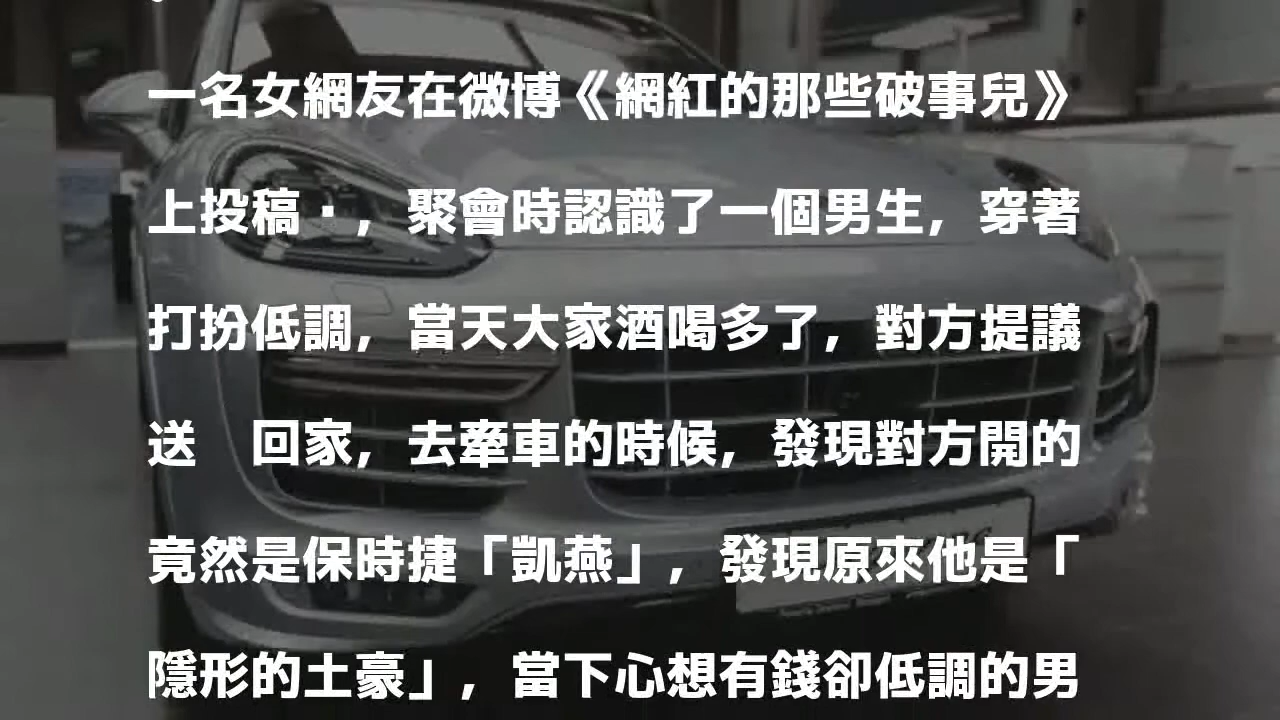 一名女網友在微博《網紅的那些破事兒》
上投稿·，聚會時認識了一個男生，穿著
打扮低調，當天大家酒喝多了，對方提議
送 回家，去牽車的時候，發現對方開的
竟然是保時捷「凱燕」，發現原來他是「
隱形的土豪」，當下心想有錢卻低調的男